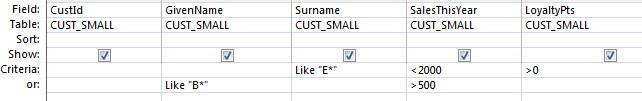 Field: CustId GivenName Surname SalesThisYear LoyaltyPts
Table: CUST_SMALL CUST_SMALL CUST_SMALL CUST_SMALL CUST_SMALL
Sort:
Show:
Criteria: Like "E*" <2000 >0
or: Like "B*" >500